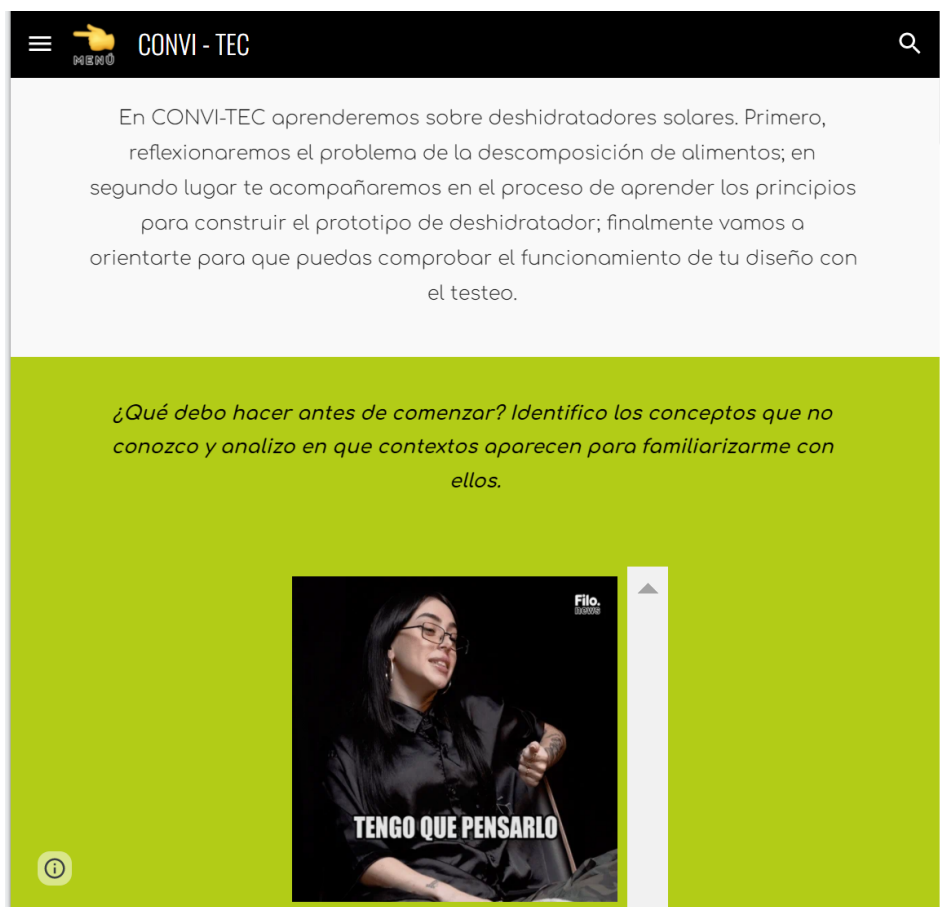 MENÚ
CONVI - TEC
En CONVI-TEC aprenderemos sobre deshidratadores solares. Primero,
reflexionaremos el problema de la descomposición de alimentos; en
segundo lugar te acompañaremos en el proceso de aprender los principios
para construir el prototipo de deshidratador; finalmente vamos a
orientarte para que puedas comprobar el funcionamiento de tu diseño con
el testeo.
¿Qué debo hacer antes de comenzar? Identifico los conceptos que no
conozco y analizo en que contextos aparecen para familiarizarme con
ellos.
Filo.
news
TENGO QUE PENSARLO